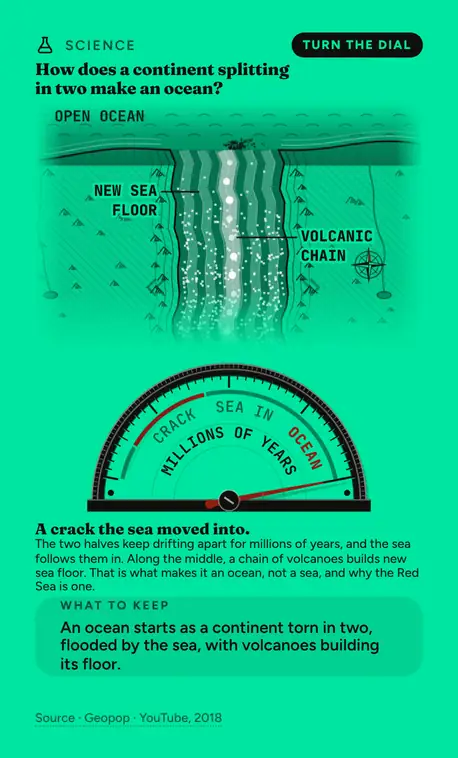 SCIENCE
TURN THE DIAL
How does a continent splitting
in two make an ocean?
OPEN OCEAN
NEW SEA
FLOOR
VOLCANIC
CHAIN
CRACK SEA IN OCEAN
MILLIONS OF YEARS
A crack the sea moved into.
The two halves keep drifting apart for millions of years, and the sea
follows them in. Along the middle, a chain of volcanoes builds new
sea floor. That is what makes it an ocean, not a sea, and why the Red
Sea is one.
WHAT TO KEEP
An ocean starts as a continent torn in two,
flooded by the sea, with volcanoes building
its floor.
Source · Geopop · YouTube, 2018